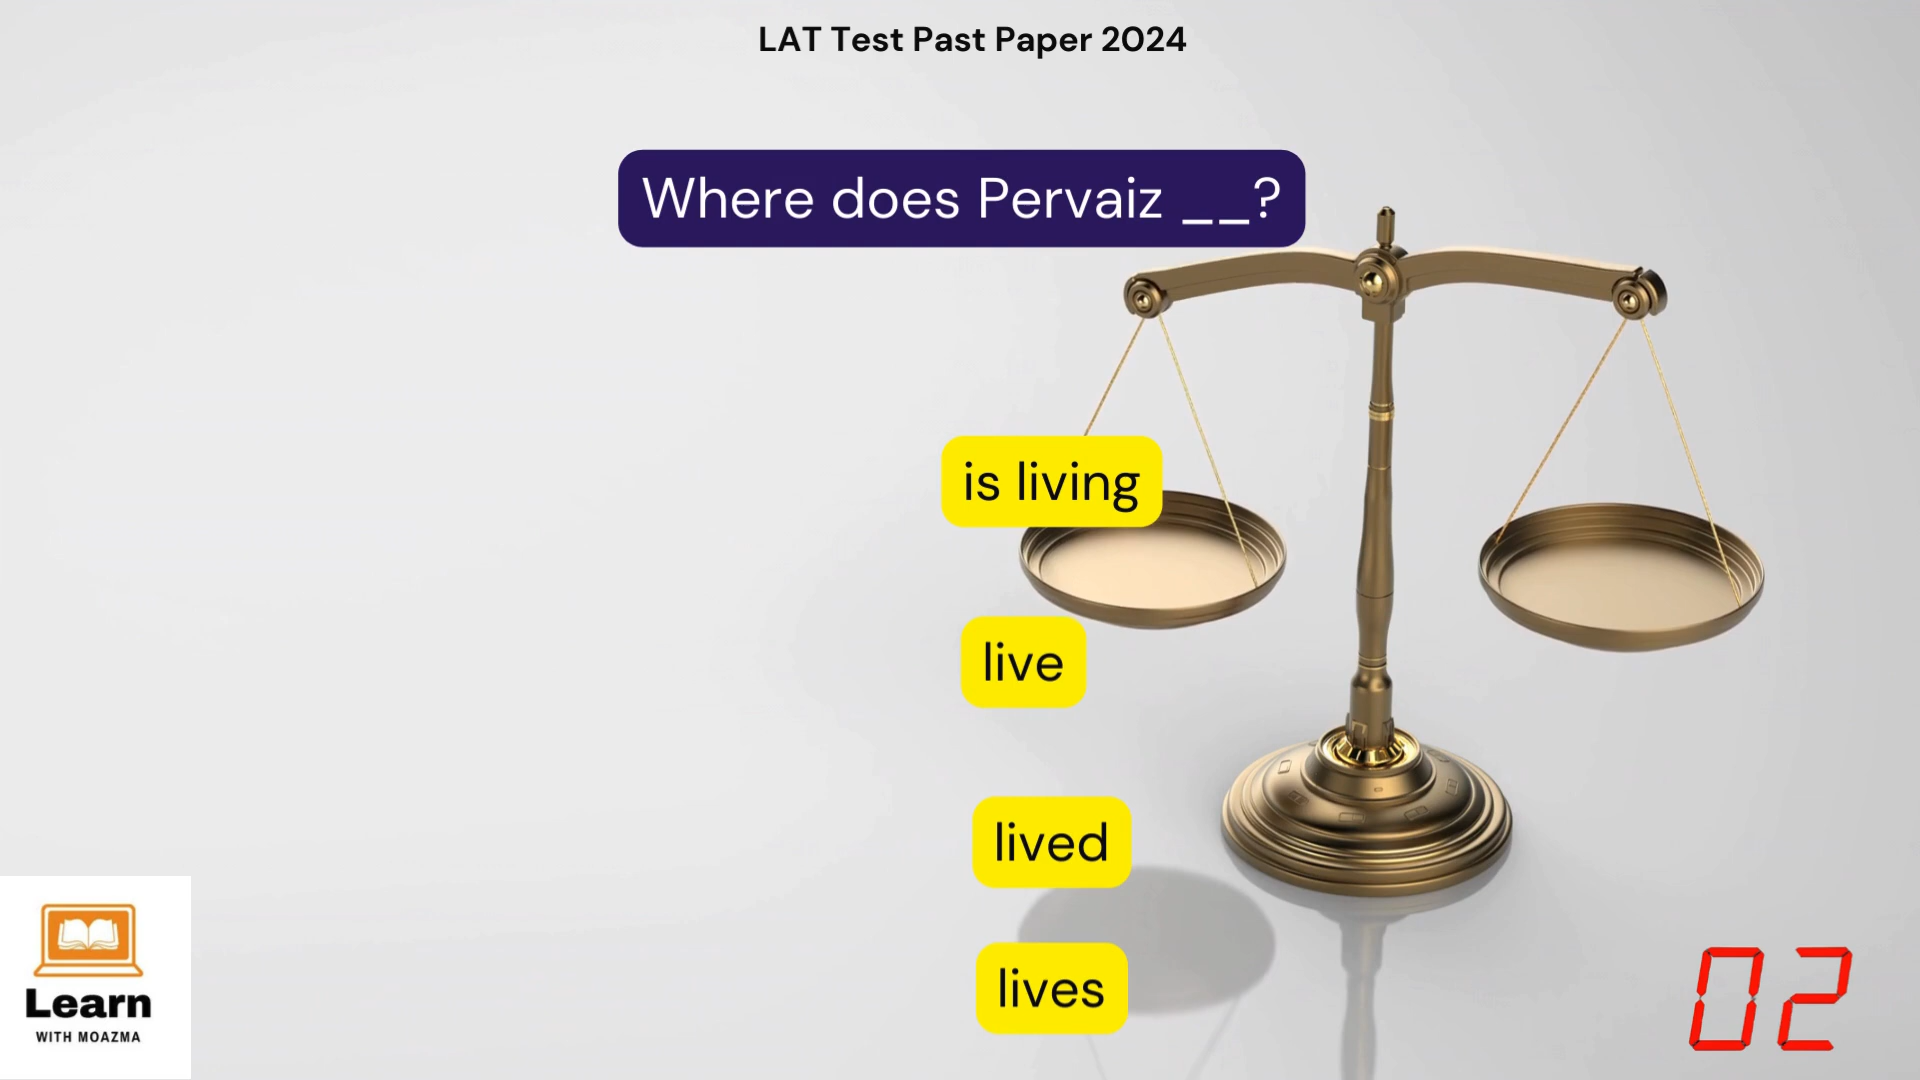 LAT Test Past Paper 2024
Where does Pervaiz __?
is living
live
lived
lives
Learn
WITH MOAZMA
02